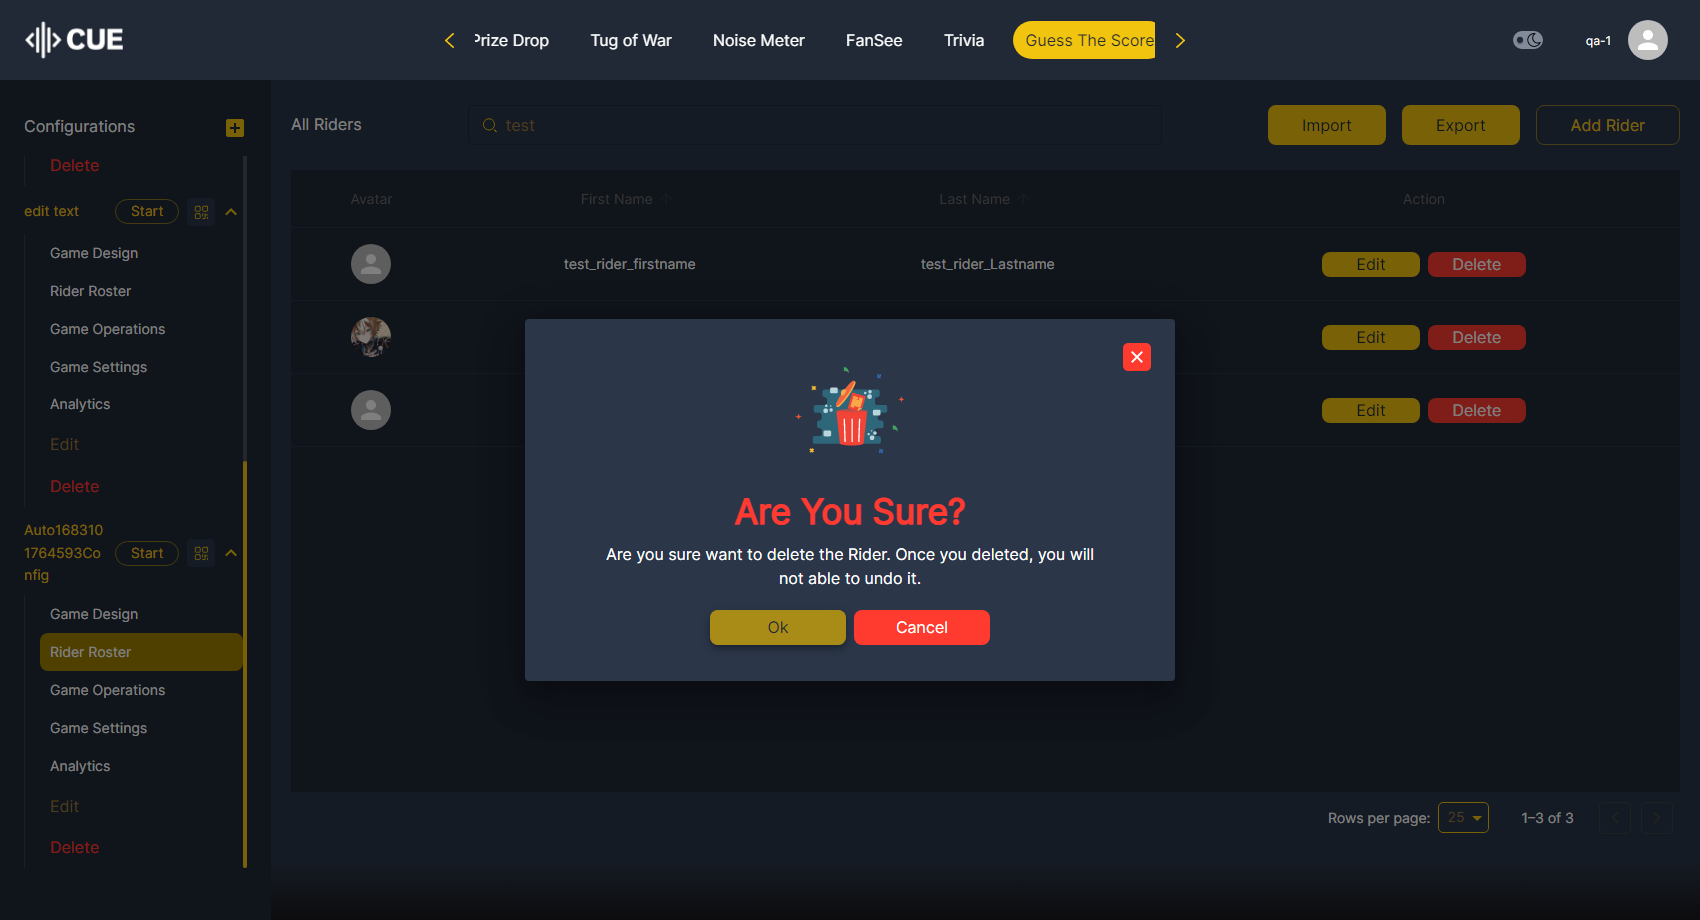 CUE
Prize Drop
Tug of War
Noise Meter
FanSee
Trivia
Guess The Score
qa-1
Configurations
Delete
edit text
Start
Game Design
Rider Roster
Game Operations
Game Settings
Analytics
Edit
Delete
Auto168310
1764593Co
nfig
Start
Game Design
Rider Roster
Game Operations
Game Settings
Analytics
Edit
Delete
All Riders
test
Import
Export
Add Rider
Avatar
First Name
Last Name
Action
test_rider_firstname
test_rider_Lastname
Edit
Delete
Edit
Delete
Edit
Delete
Are You Sure?
Are you sure want to delete the Rider. Once you deleted, you will
not able to undo it.
Ok
Cancel
Rows per page:
25
1–3 of 3